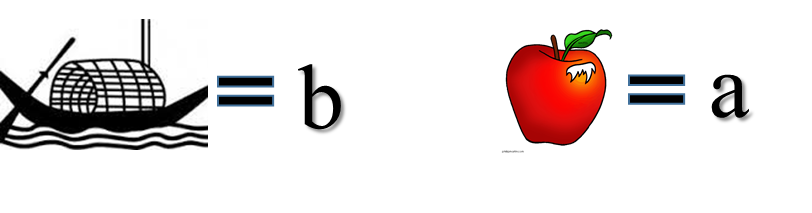 = b = a